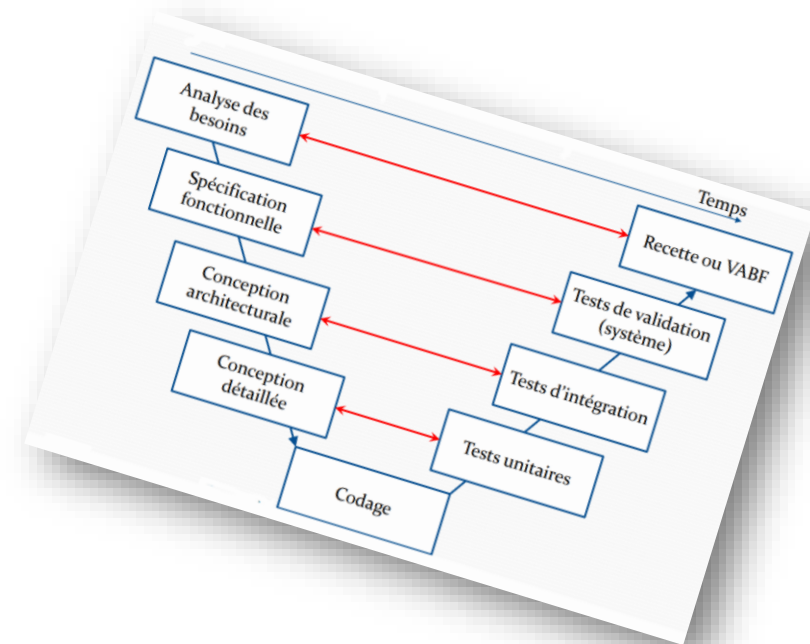 Temps
Analyse des
besoins
Spécification
fonctionnelle
Conception
architecturale
Conception
détaillée
Codage
Tests unitaires
Tests d'intégration
Tests de validation
(système)
Recette ou VABF